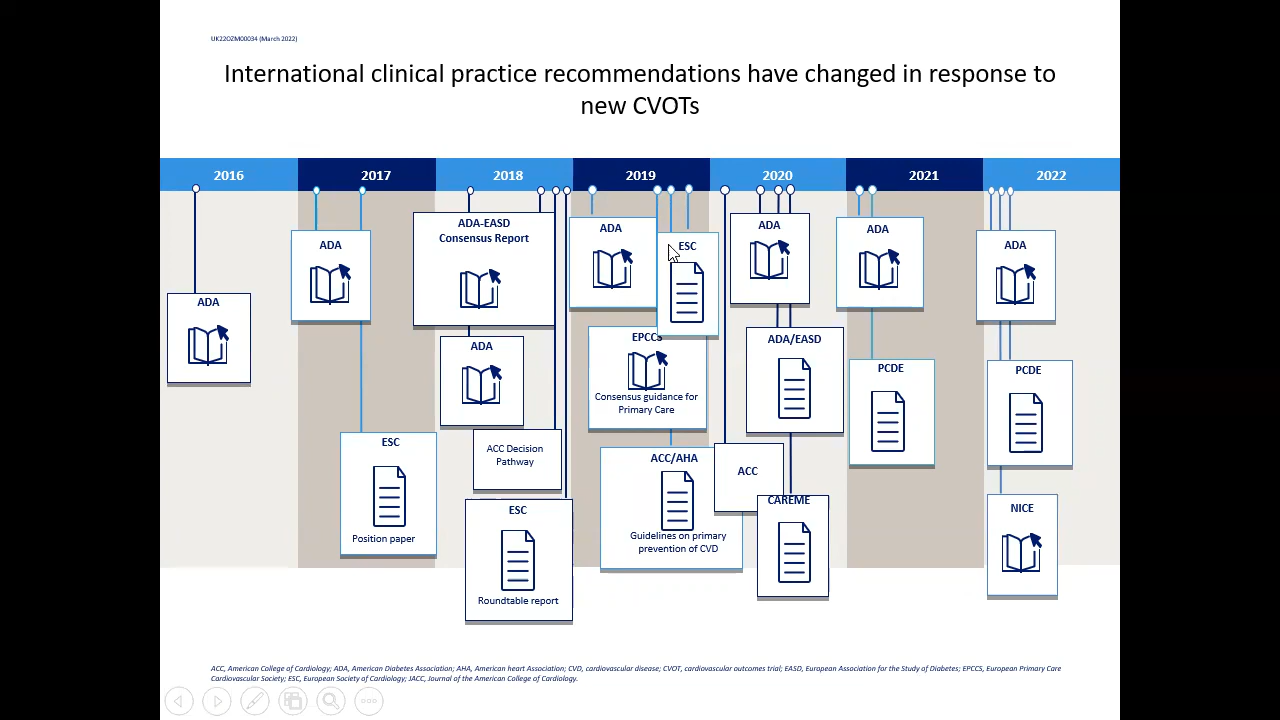 UK22OZM00034 (March 2022)
International clinical practice recommendations have changed in response to
new CVOTs
2016
2017
2018
2019
2020
2021
2022
ADA
ADA
ESC
Position paper
ADA-EASD
Consensus Report
ADA
ACC Decision
Pathway
ESC
Roundtable report
ADA
ESC
EPCCS
Consensus guidance for
Primary Care
ACC/AHA
Guidelines on primary
prevention of CVD
ADA
ADA/EASD
ACC
CAREME
ADA
PCDE
ADA
PCDE
NICE
ACC, American College of Cardiology; ADA, American Diabetes Association; AHA, American heart Association; CVD, cardiovascular disease; CVOT, cardiovascular outcomes trial; EASD, European Association for the Study of Diabetes; EPCCS, European Primary Care
Cardiovascular Society; ESC, European Society of Cardiology; JACC, Journal of the American College of Cardiology.